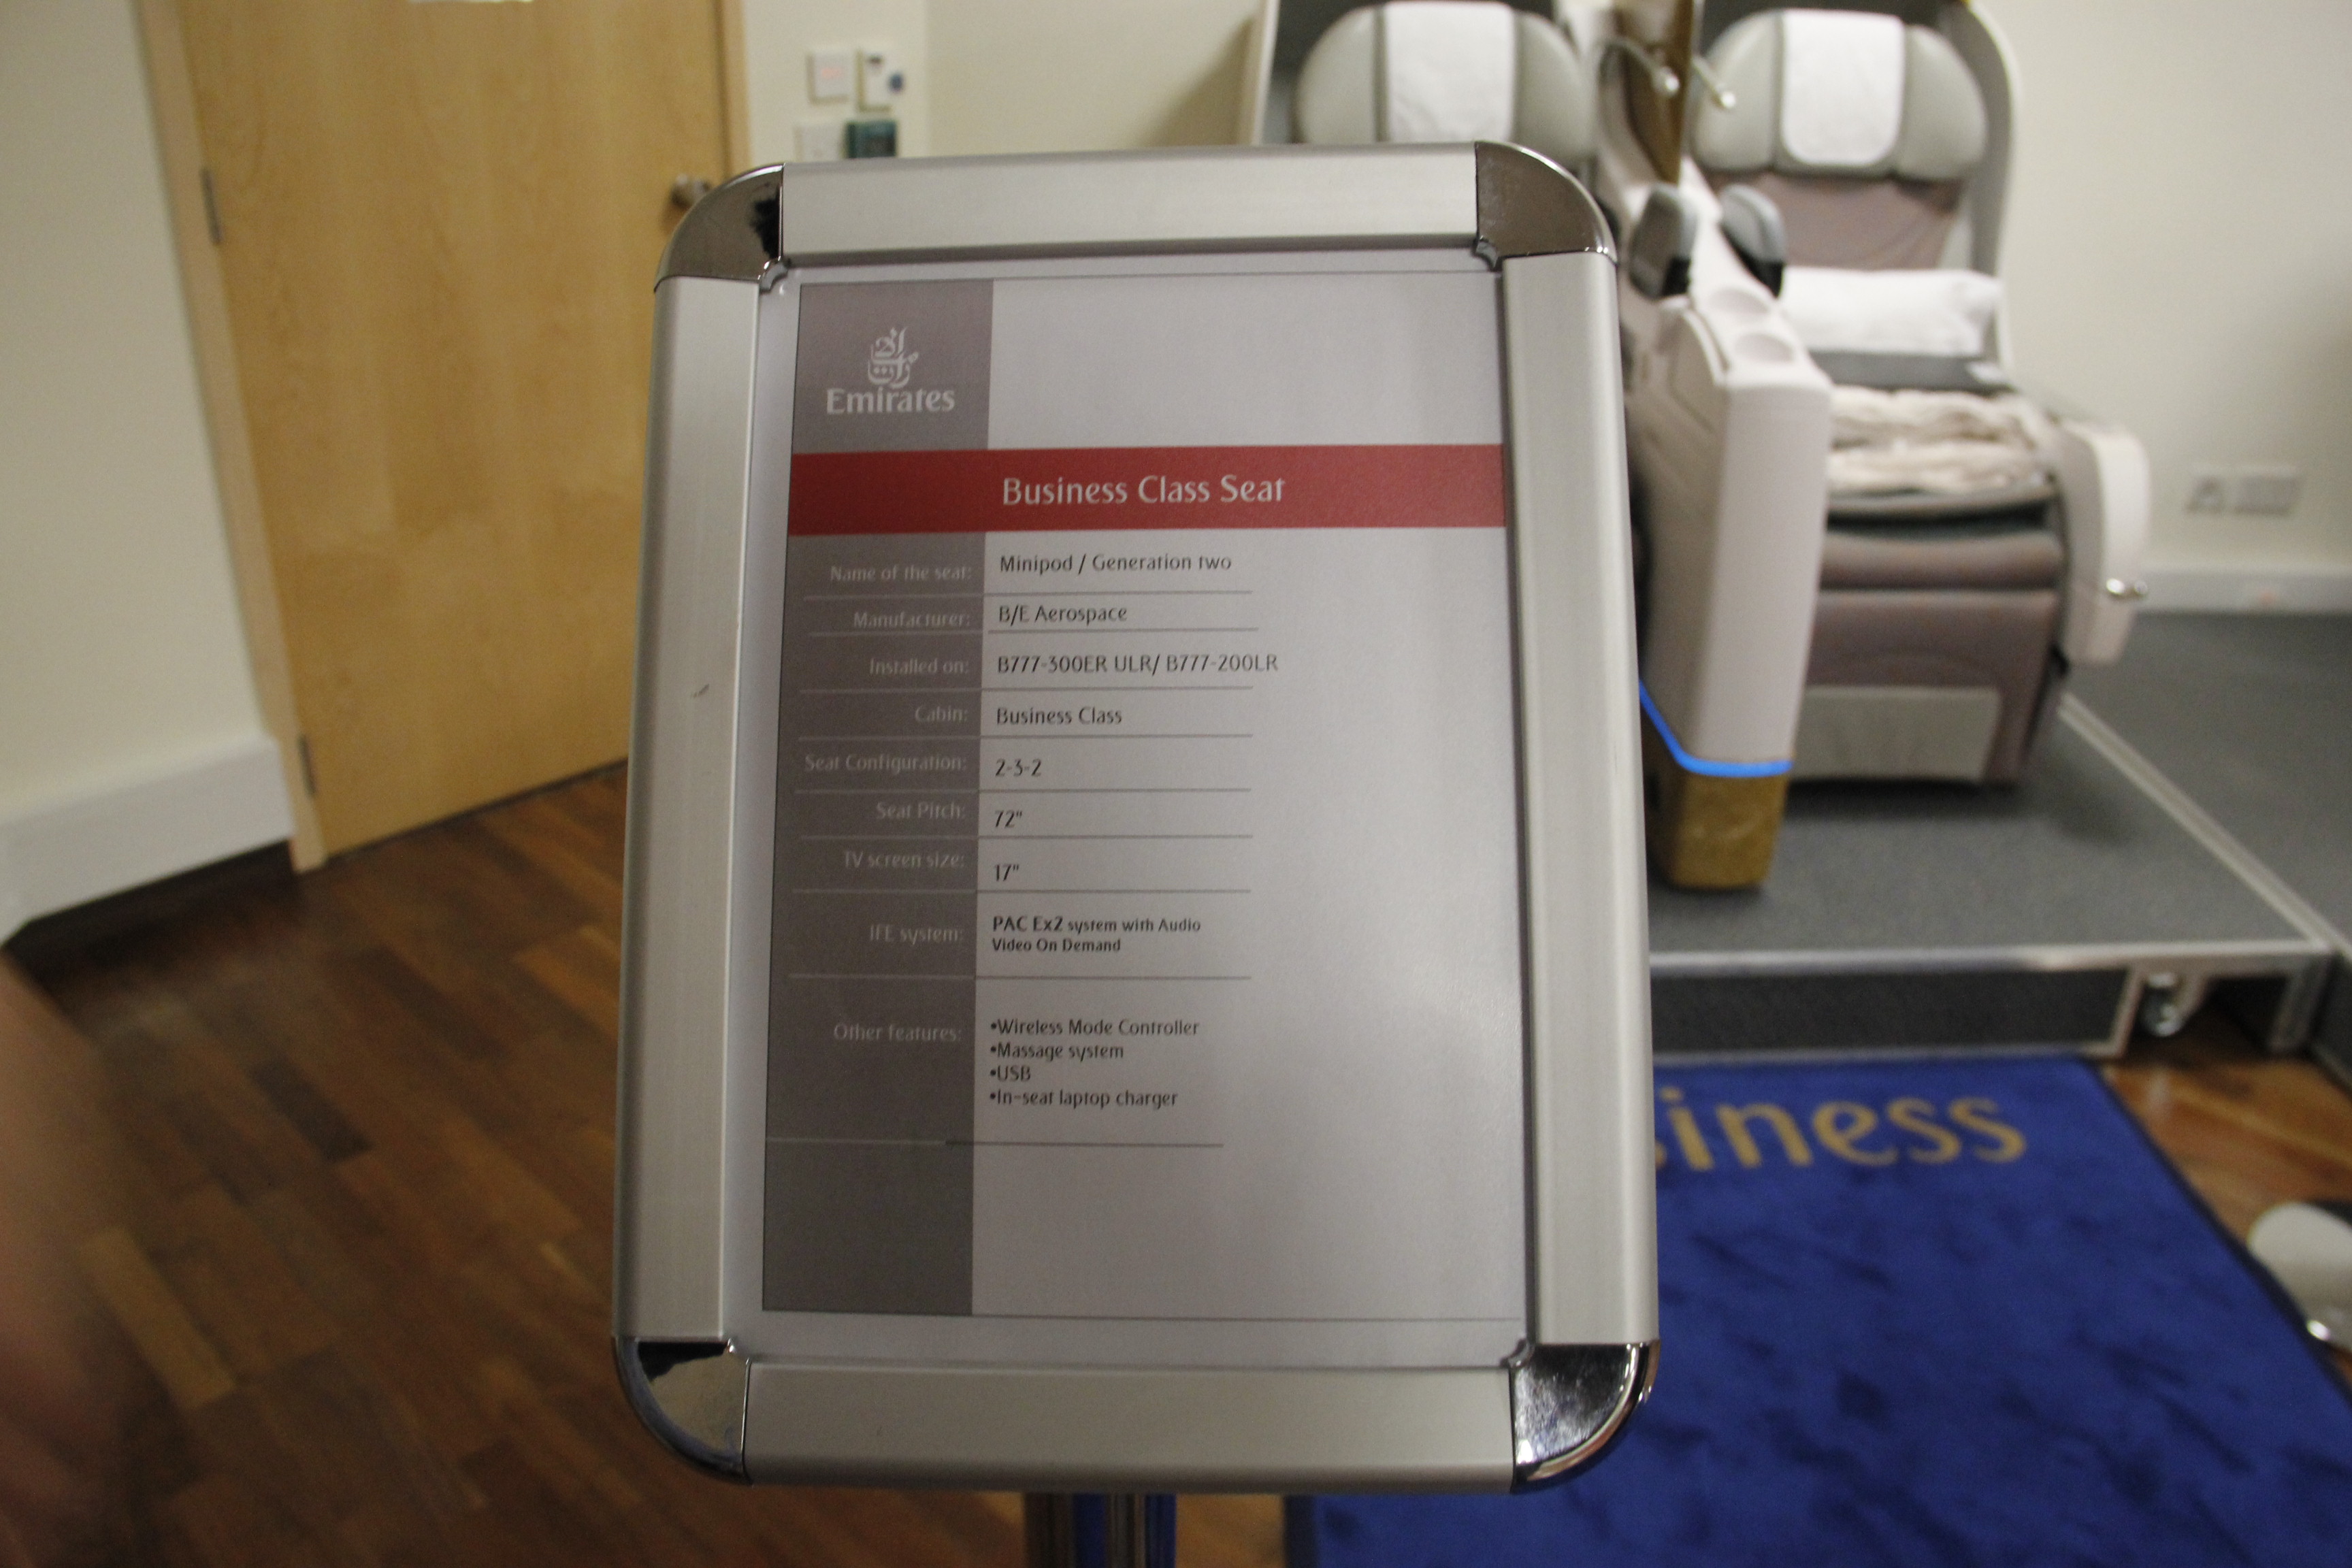 امارات
Emirates
Business Class Seat
Name of the seat: Minipod / Generation two
Manufacturer: B/E Aerospace
Installed on: B777-300ER ULR/ B777-200LR
Cabin: Business Class
Seat Configuration: 2-3-2
Seat Pitch: 72"
TV screen size: 17"
IFE system: PAC Ex2 system with Audio
Video On Demand
Other features: •Wireless Mode Controller
•Massage system
•USB
•In-seat laptop charger
siness